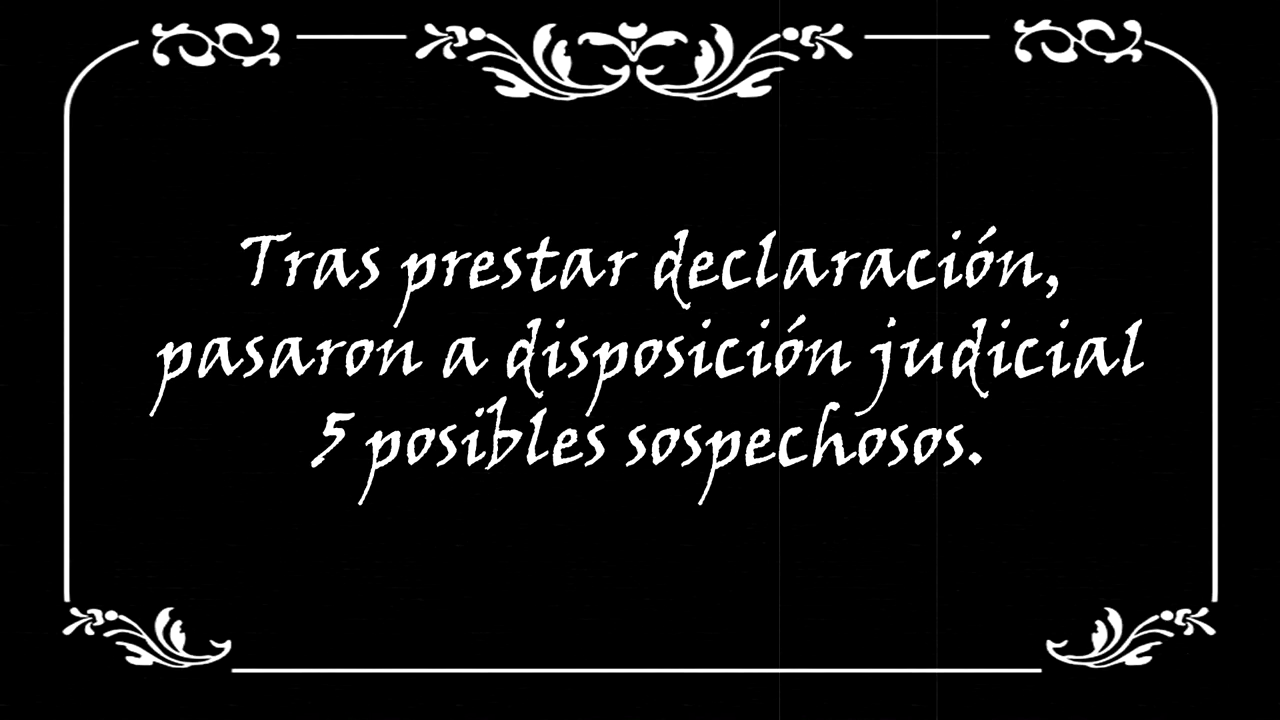 Tras prestar declaración,
pasaron a disposición judicial
5 posibles sospechosos.